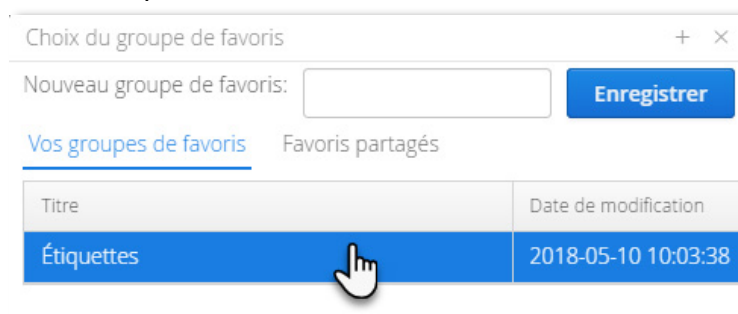 Choix du groupe de favoris
Nouveau groupe de favoris: Enregistrer
Vos groupes de favoris Favoris partagés
Titre Date de modification
Étiquettes 2018-05-10 10:03:38